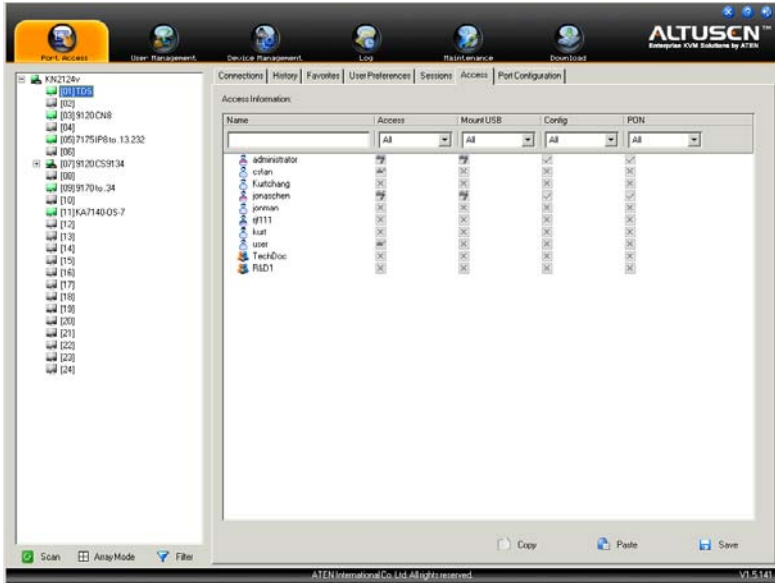 ALTUSEN™
Enterprise KVM Solutions by ATEN
Port Access
User Management
Device Management
Log
Maintenance
Download
KN2124v
[01]TDS
[02]
[03]9120CN8
[04]
[05]7175IP8to .13.232
[06]
[07]9120CS9134
[08]
[09]9170to .34
[10]
[11]KA7140-OS-7
[12]
[13]
[14]
[15]
[16]
[17]
[18]
[19]
[20]
[21]
[22]
[23]
[24]
Scan Array Mode Filter
Connections History Favorites User Preferences Sessions Access Port Configuration
Access Information:
Name Access Mount USB Config PON
All All All All
administrator
cstan
Kurtchang
jonaschen
jonman
kurt
user
TechDoc
R&D1
Copy Paste Save
ATEN International Co. Ltd. All rights reserved.
V1.5.141